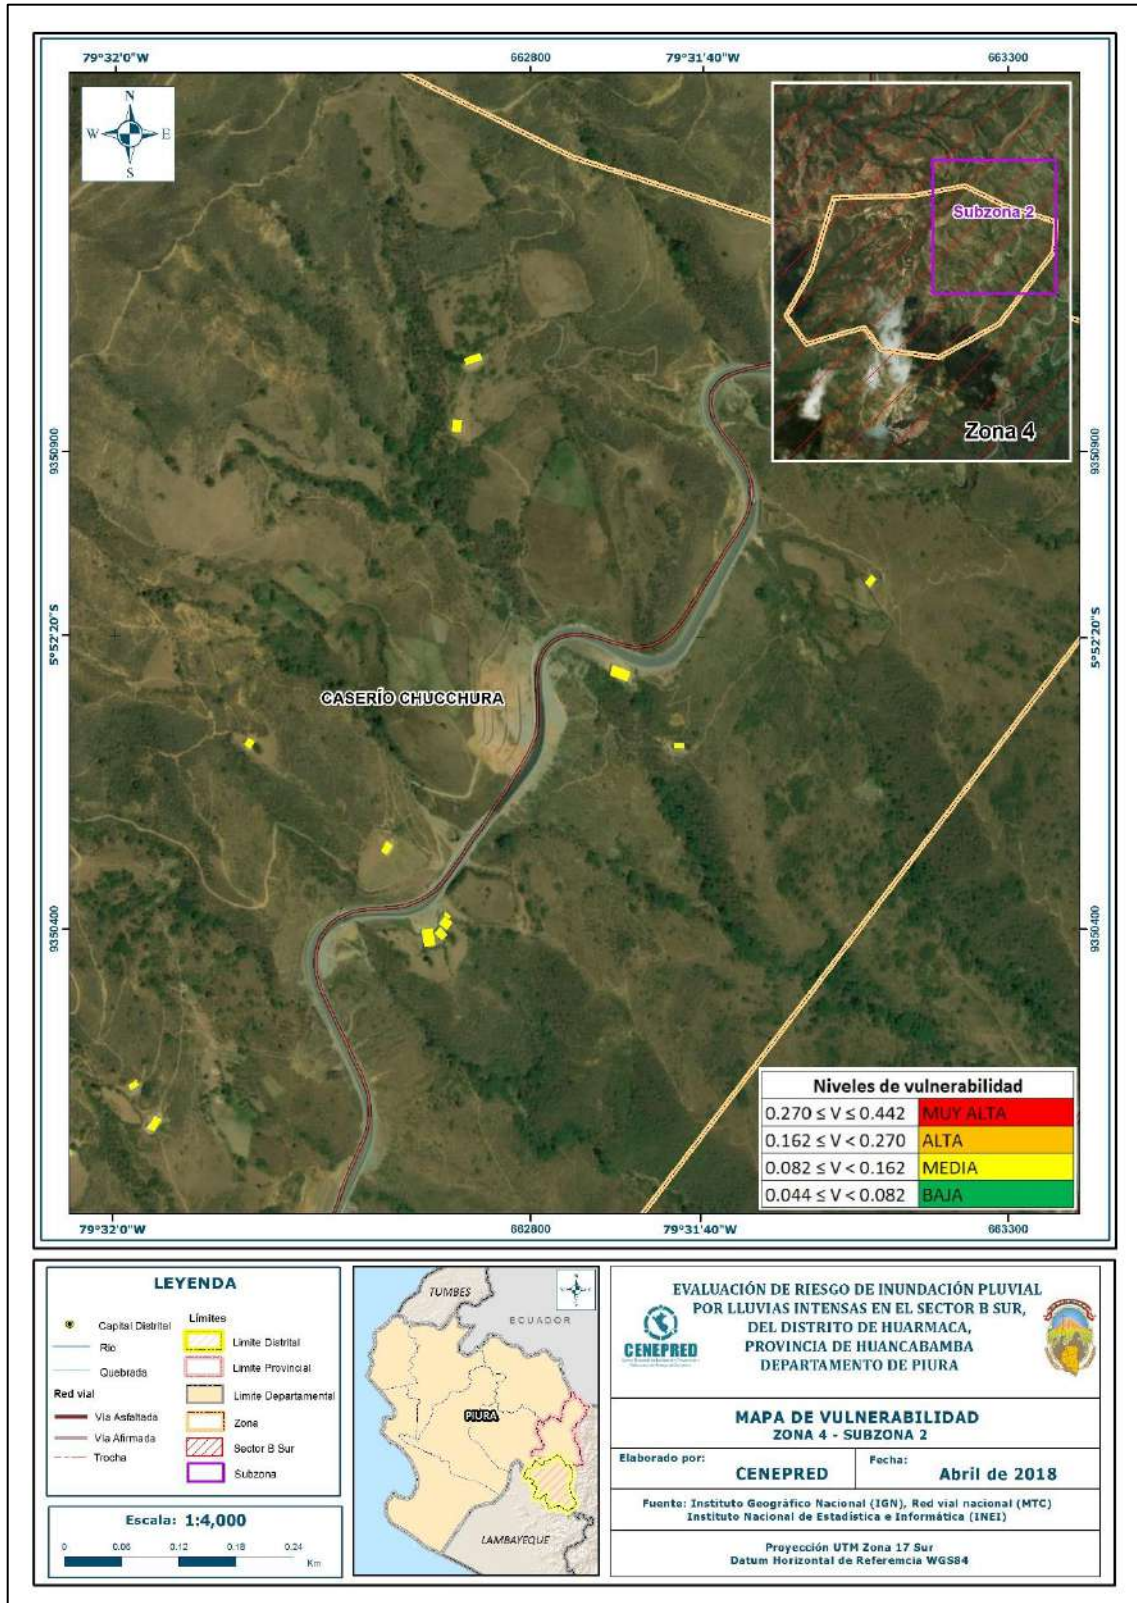 79°32'0"W
662800
79°31'40"W
663300
N
W
E
S
Subzona 2
Zona 4
9350900
9350900
5°52'20"S
5°52'20"S
CASERÍO CHUCCHURA
9350400
9350400
Niveles de vulnerabilidad
0.270 ≤ V ≤ 0.442 MUY ALTA
0.162 ≤ V < 0.270 ALTA
0.082 ≤ V < 0.162 MEDIA
0.044 ≤ V < 0.082 BAJA
79°32'0"W
662800
79°31'40"W
663300
LEYENDA
Capital Distrital
Río
Quebrada
Red vial
Vía Asfaltada
Vía Afirmada
Trocha
Límites
Limite Distrital
Limite Provincial
Limite Departamental
Zona
Sector B Sur
Subzona
Escala: 1:4,000
0 0.06 0.12 0.18 0.24
Km
TUMBES
ECUADOR
PIURA
LAMBAYEQUE
EVALUACIÓN DE RIESGO DE INUNDACIÓN PLUVIAL
POR LLUVIAS INTENSAS EN EL SECTOR B SUR,
DEL DISTRITO DE HUARMACA,
PROVINCIA DE HUANCABAMBA
DEPARTAMENTO DE PIURA
CENEPRED
MAPA DE VULNERABILIDAD
ZONA 4 - SUBZONA 2
Elaborado por:
CENEPRED
Fecha:
Abril de 2018
Fuente: Instituto Geográfico Nacional (IGN), Red vial nacional (MTC)
Instituto Nacional de Estadística e Informática (INEI)
Proyección UTM Zona 17 Sur
Datum Horizontal de Referencia WGS84